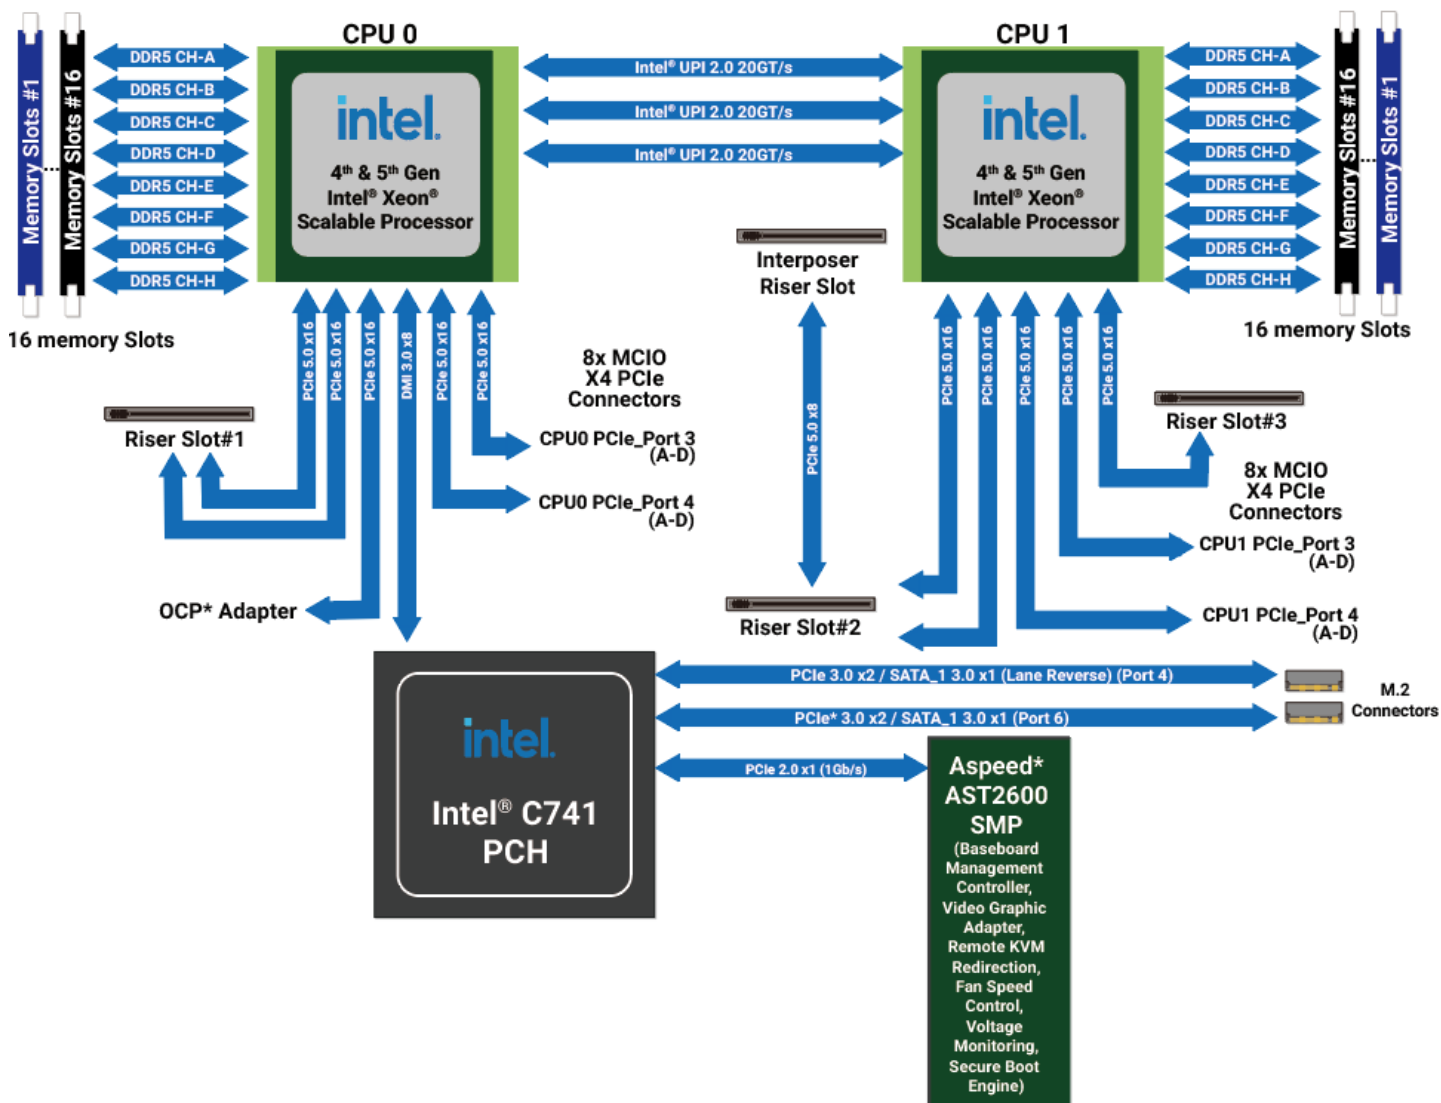 CPU 0
CPU 1
Memory Slots #1
Memory Slots #16
DDR5 CH-A
DDR5 CH-B
DDR5 CH-C
DDR5 CH-D
DDR5 CH-E
DDR5 CH-F
DDR5 CH-G
DDR5 CH-H
16 memory Slots
intel.
4th & 5th Gen
Intel® Xeon®
Scalable Processor
Intel® UPI 2.0 20GT/s
Intel® UPI 2.0 20GT/s
Intel® UPI 2.0 20GT/s
intel.
4th & 5th Gen
Intel® Xeon®
Scalable Processor
DDR5 CH-A
DDR5 CH-B
DDR5 CH-C
DDR5 CH-D
DDR5 CH-E
DDR5 CH-F
DDR5 CH-G
DDR5 CH-H
Memory Slots #16
Memory Slots #1
16 memory Slots
Interposer
Riser Slot
PCIe 5.0 x16
PCIe 5.0 x16
PCIe 5.0 x16
DMI 3.0 x8
PCIe 5.0 x16
PCIe 5.0 x16
8x MCIO
X4 PCIe
Connectors
Riser Slot#1
CPU0 PCIe_Port 3
(A-D)
CPU0 PCIe_Port 4
(A-D)
OCP* Adapter
PCIe 5.0 x8
Riser Slot#2
PCIe 5.0 x16
PCIe 5.0 x16
PCIe 5.0 x16
PCIe 5.0 x16
PCIe 5.0 x16
Riser Slot#3
8x MCIO
X4 PCIe
Connectors
CPU1 PCIe_Port 3
(A-D)
CPU1 PCIe_Port 4
(A-D)
PCIe 3.0 x2 / SATA_1 3.0 x1 (Lane Reverse) (Port 4)
PCIe* 3.0 x2 / SATA_1 3.0 x1 (Port 6)
M.2
Connectors
PCIe 2.0 x1 (1Gb/s)
intel.
Intel® C741
PCH
Aspeed*
AST2600
SMP
(Baseboard
Management
Controller,
Video Graphic
Adapter,
Remote KVM
Redirection,
Fan Speed
Control,
Voltage
Monitoring,
Secure Boot
Engine)